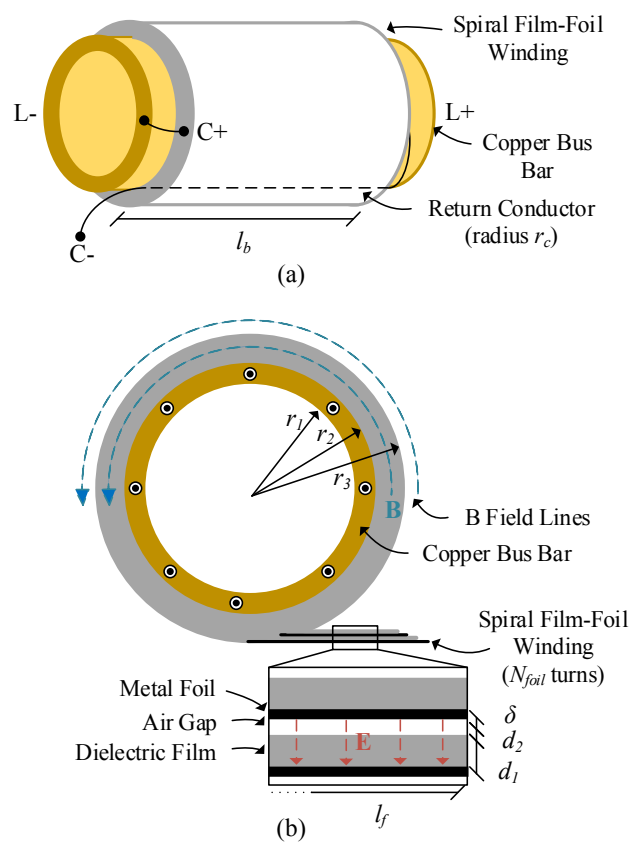 Spiral Film-Foil
Winding
L-
C+
L+
Copper Bus
Bar
Return Conductor
(radius r_c)
C-
l_b
(a)
r_1
r_2
r_3
B
B Field Lines
Copper Bus Bar
Spiral Film-Foil
Winding
(N_foil turns)
Metal Foil
Air Gap
Dielectric Film
E
δ
d_2
d_1
l_f
(b)